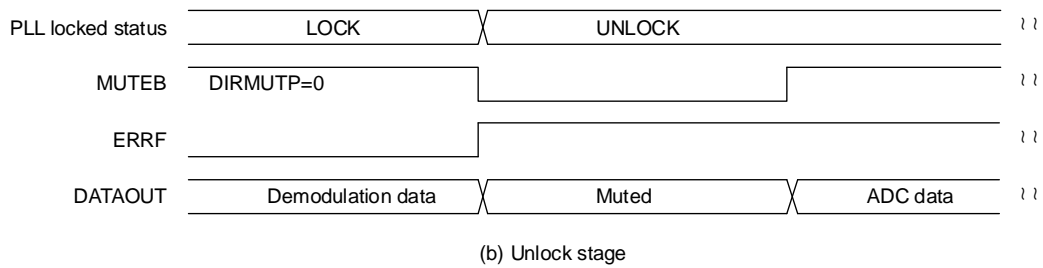 PLL locked status LOCK UNLOCK
MUTEB DIRMUTP=0
ERRF
DATAOUT Demodulation data Muted ADC data
(b) Unlock stage